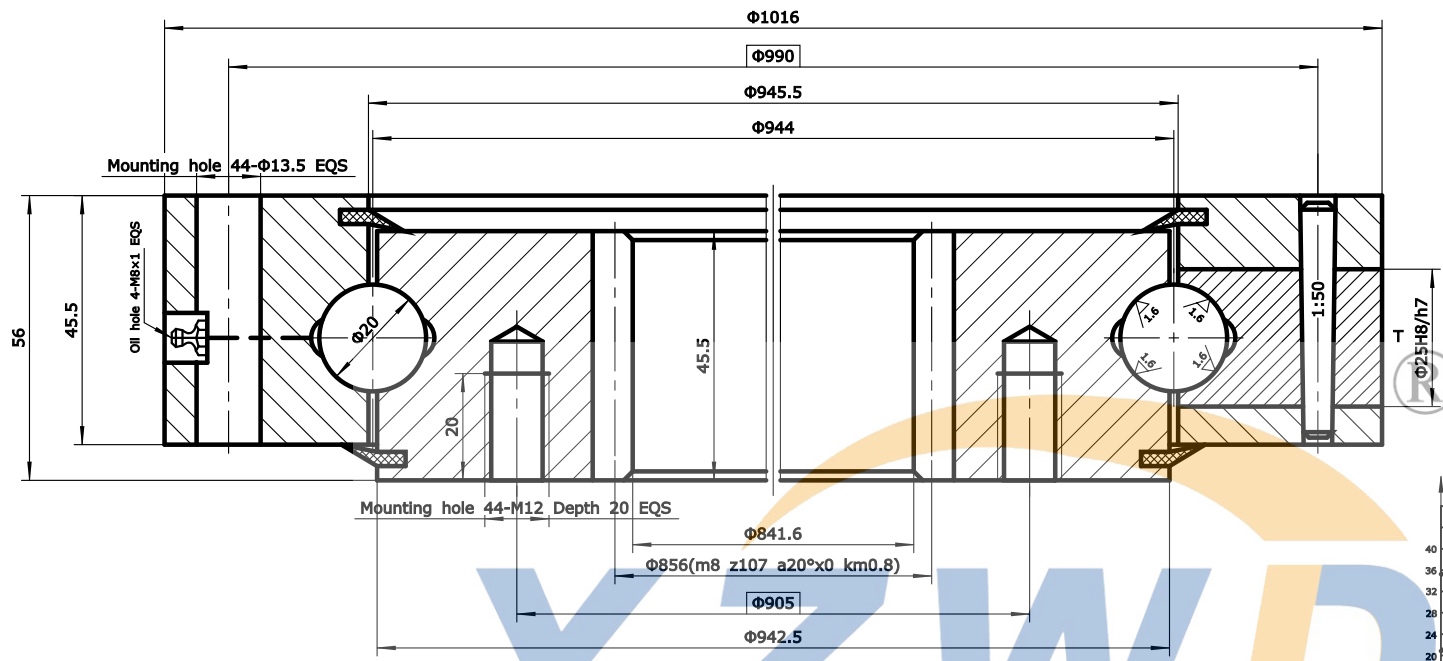 Φ1016
Φ990
Φ945.5
Φ944
Mounting hole 44-Φ13.5 EQS
Oil hole 4-M8×1 EQS
56
45.5
Φ20
45.5
1.6
1.6
1.6
1.6
1:50
T
Φ25H8/h7
®
20
Mounting hole 44-M12 Depth 20 EQS
Φ841.6
Φ856(m8 z107 a20°x0 km0.8)
Φ905
Φ942.5
40
36
32
28
24
20
YZWD